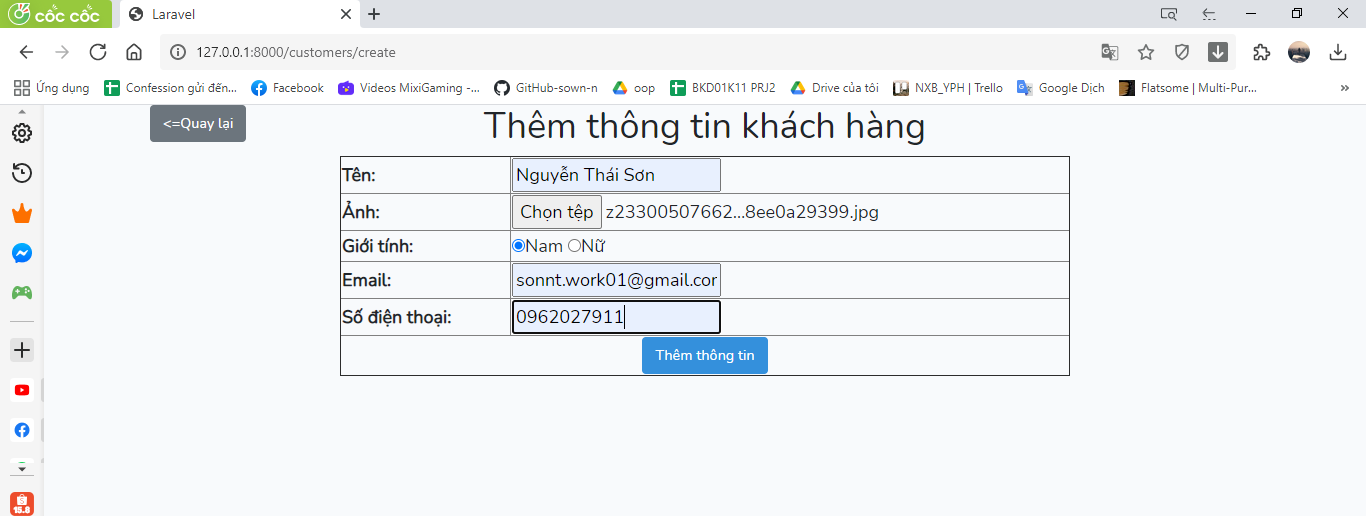 cốc cốc
Laravel
127.0.0.1:8000/customers/create
Ứng dụng
Confession gửi đến...
Facebook
Videos MixiGaming -...
GitHub-sown-n
oop
BKD01K11 PRJ2
Drive của tôi
NXB_YPH | Trello
Google Dịch
Flatsome | Multi-Pur...
»
<=Quay lại
Thêm thông tin khách hàng
Tên: Nguyễn Thái Sơn
Ảnh: Chọn tệp z23300507662...8ee0a29399.jpg
Giới tính: Nam Nữ
Email: sonnt.work01@gmail.cor
Số điện thoại: 0962027911
Thêm thông tin
15.8